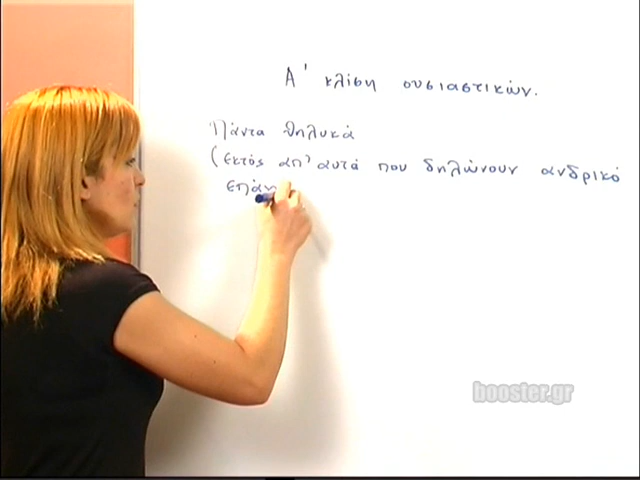 Α' κλίση ουσιαστικών.
Πάντα θηλυκά
(εκτός απ' αυτά που δηλώνουν ανδρικό
επάγ
booster.gr